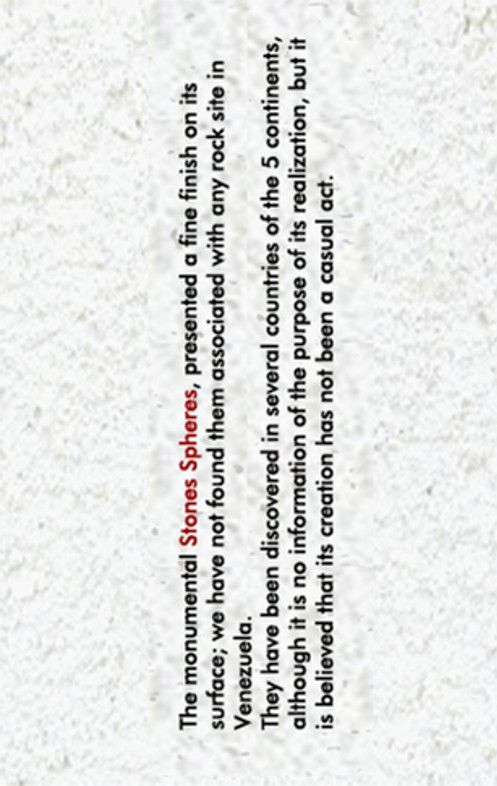 The monumental Stones Spheres, presented a fine finish on its
surface; we have not found them associated with any rock site in
Venezuela.
They have been discovered in several countries of the 5 continents,
although it is no information of the purpose of its realization, but it
is believed that its creation has not been a casual act.